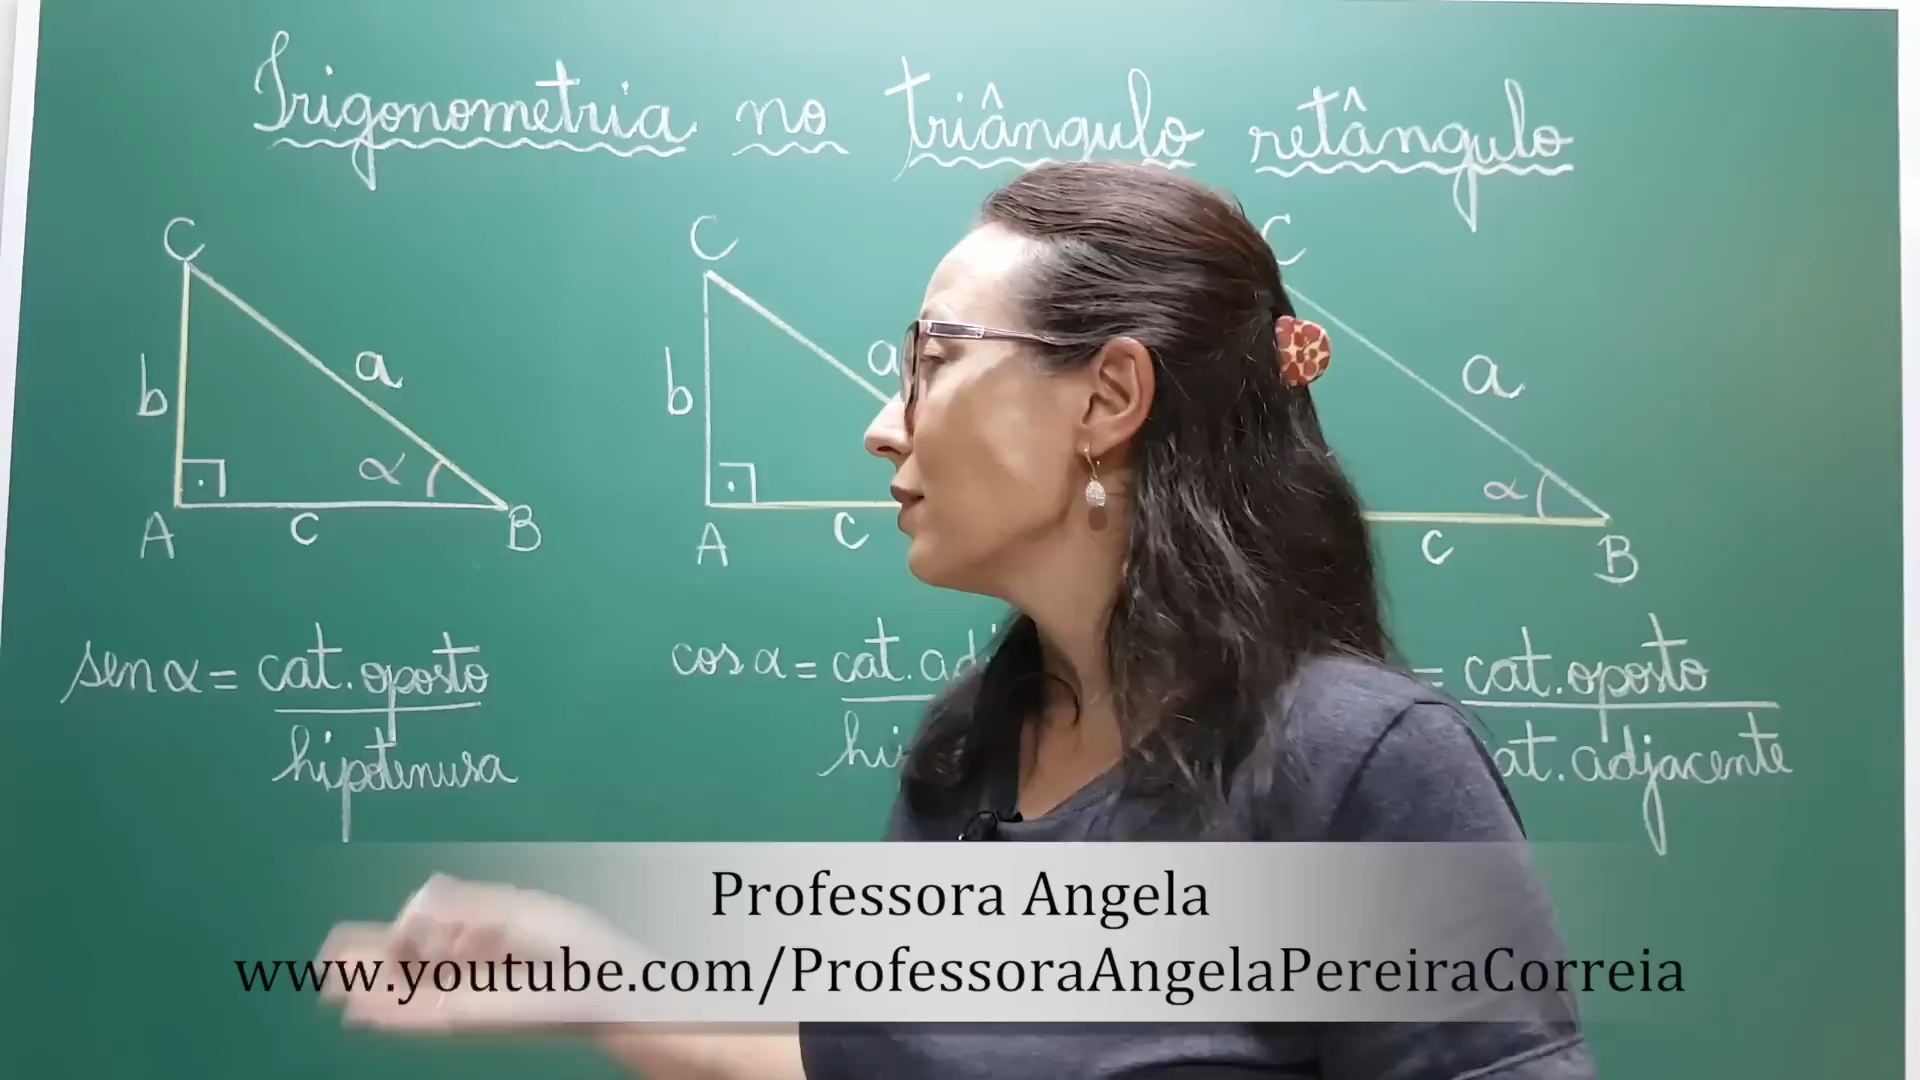 Trigonometria no triângulo retângulo
C
b
a
α
A
c
B
C
b
a
A
c
C
a
α
c
B
sen α = cat. oposto
hipotenusa
cos α = cat.
= cat. oposto
adjacente
Professora Angela
www.youtube.com/ProfessoraAngelaPereiraCorreia